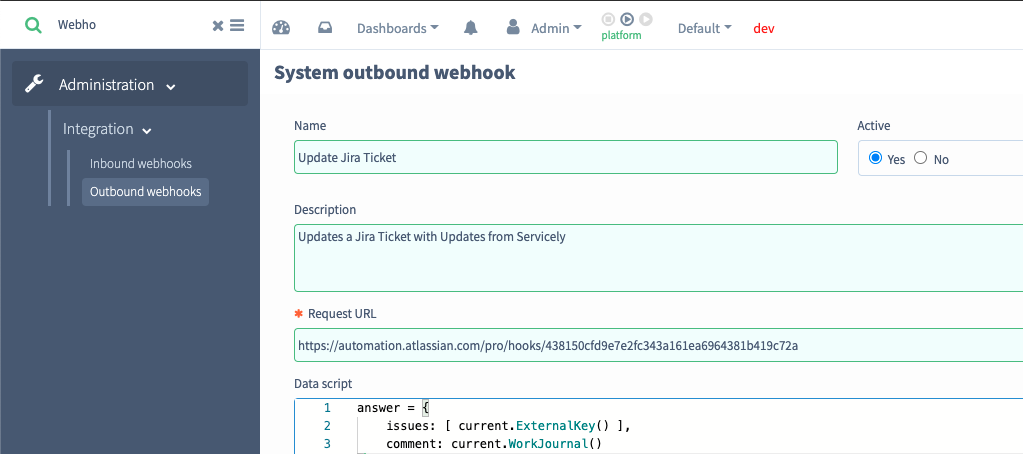 Webho
Dashboards
Admin
platform
Default
dev
Administration
Integration
Inbound webhooks
Outbound webhooks
System outbound webhook
Name
Active
Update Jira Ticket
Yes
No
Description
Updates a Jira Ticket with Updates from Servicely
* Request URL
https://automation.atlassian.com/pro/hooks/438150cfd9e7e2fc343a161ea6964381b419c72a
Data script
1 answer = {
2 issues: [ current.ExternalKey() ],
3 comment: current.WorkJournal()